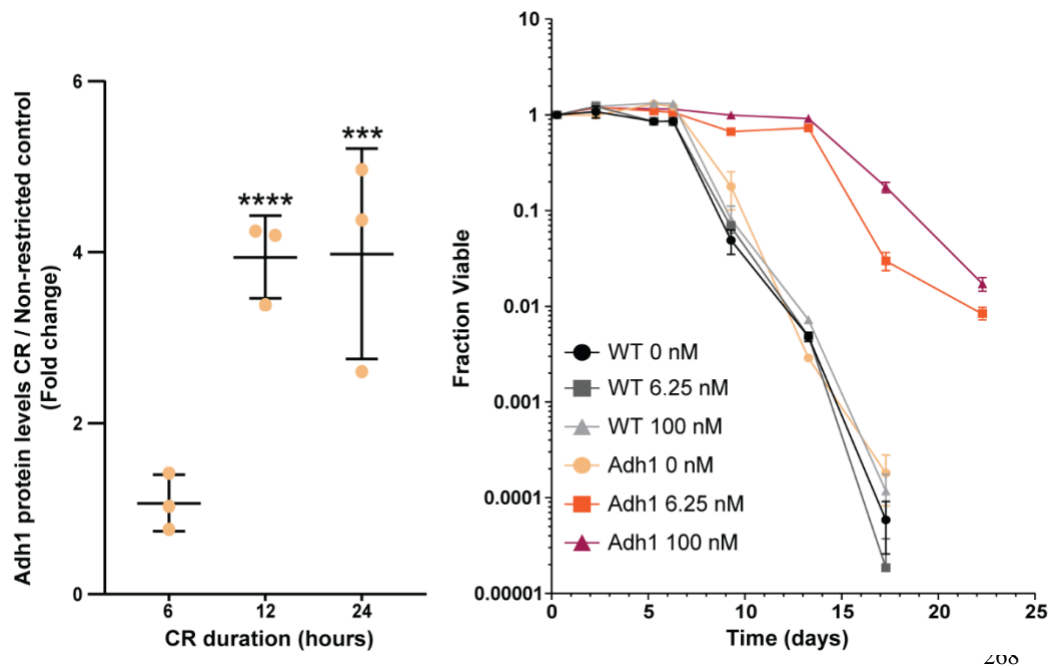 Adh1 protein levels CR / Non-restricted control
(Fold change)
6
4
2
0
****
***
6
12
24
CR duration (hours)
Fraction Viable
10
1
0.1
0.01
0.001
0.0001
0.00001
WT 0 nM
WT 6.25 nM
WT 100 nM
Adh1 0 nM
Adh1 6.25 nM
Adh1 100 nM
0
5
10
15
20
25
Time (days)
268